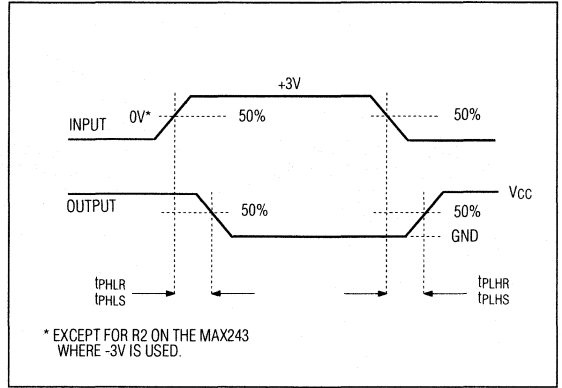 +3V
INPUT 0V* 50% 50%
OUTPUT 50% 50% VCC
GND
tPHLR tPLHR
tPHLS tPLHS
* EXCEPT FOR R2 ON THE MAX243
WHERE -3V IS USED.